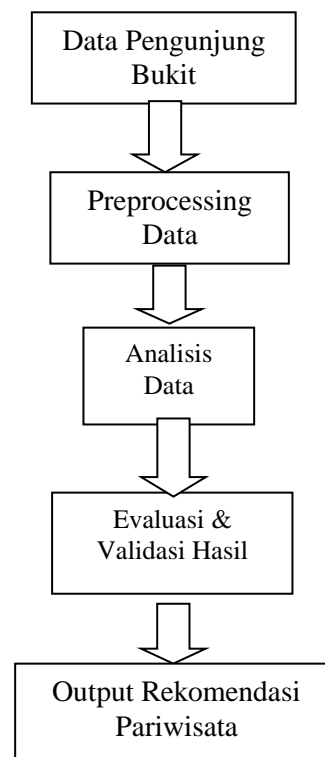 Data Pengunjung
Bukit
Preprocessing
Data
Analisis
Data
Evaluasi &
Validasi Hasil
Output Rekomendasi
Pariwisata